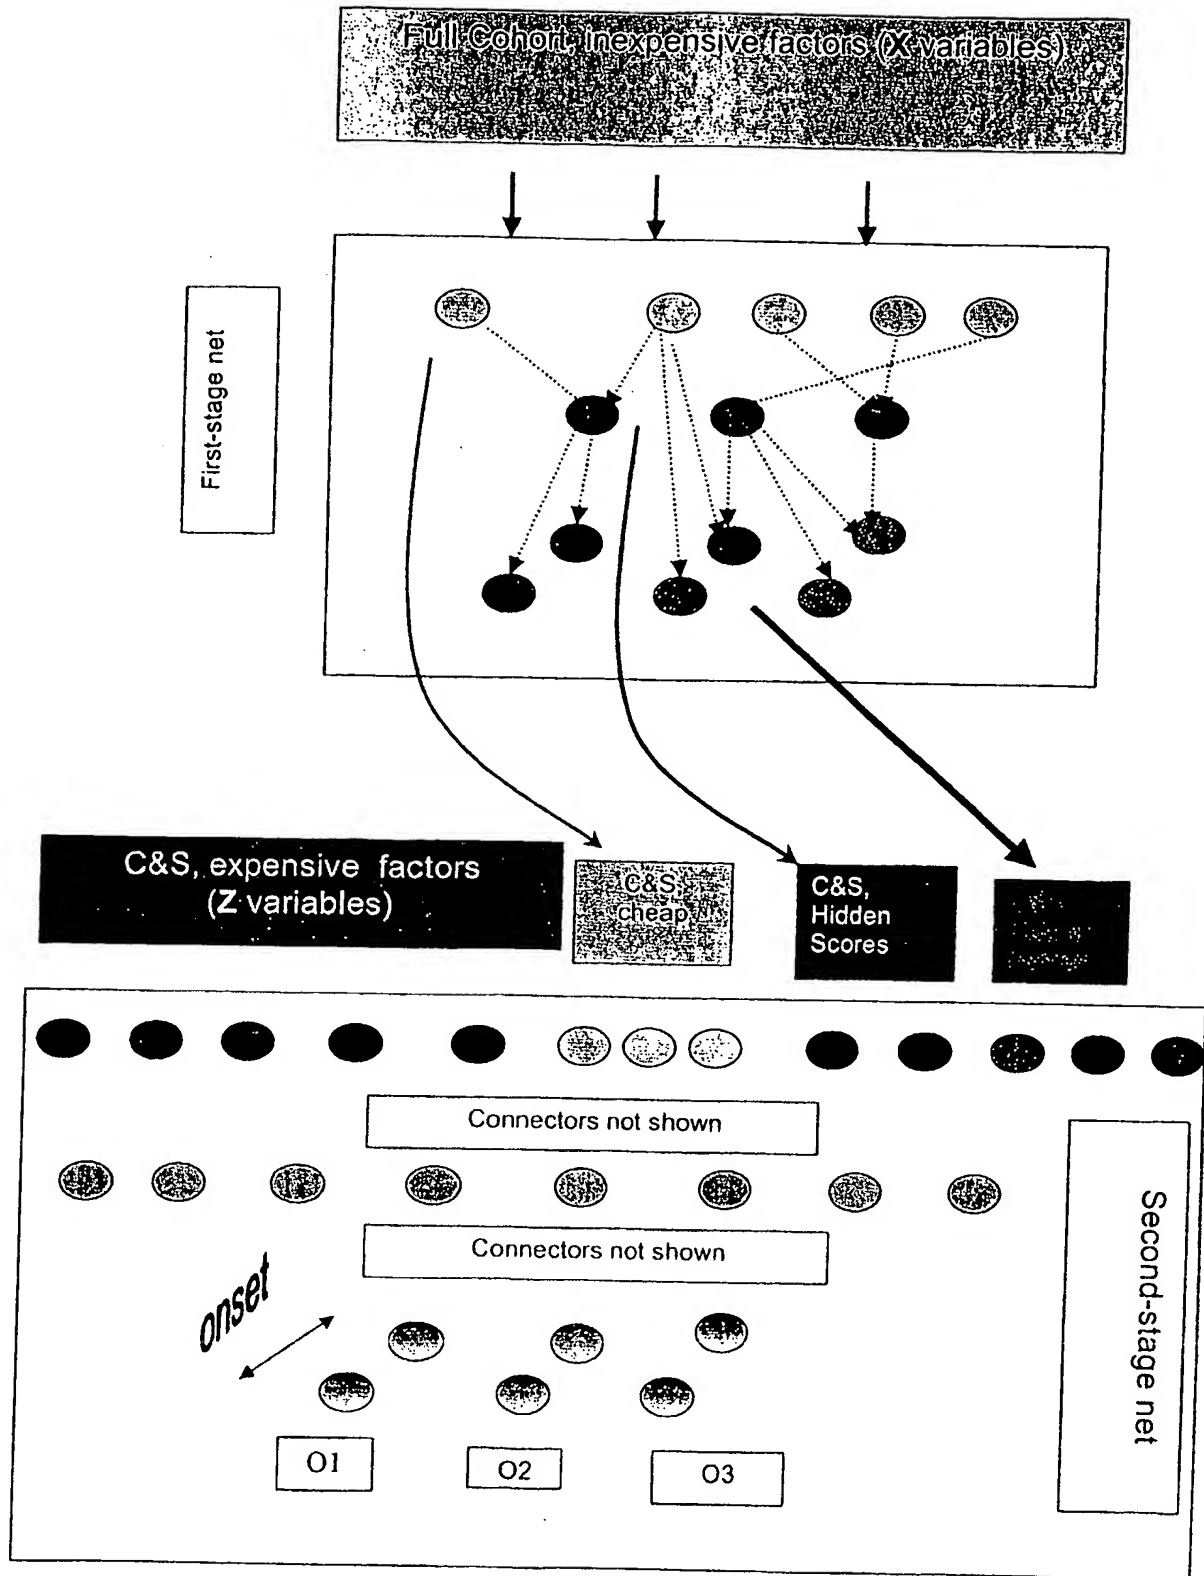 Full Cohort, inexpensive factors (X variables)
First-stage net
C&S, expensive factors
(Z variables)
C&S,
cheap
C&S,
Hidden
Scores
Connectors not shown
Connectors not shown
onset
Second-stage net
O1
O2
O3